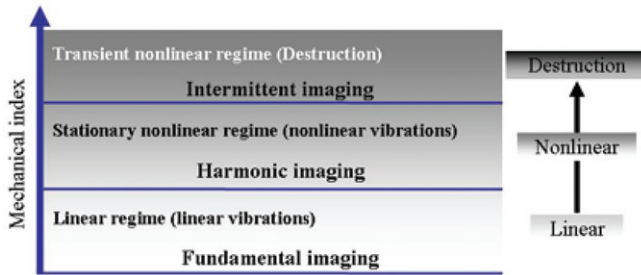 Mechanical index
Transient nonlinear regime (Destruction)
Intermittent imaging
Stationary nonlinear regime (nonlinear vibrations)
Harmonic imaging
Linear regime (linear vibrations)
Fundamental imaging
Destruction
Nonlinear
Linear